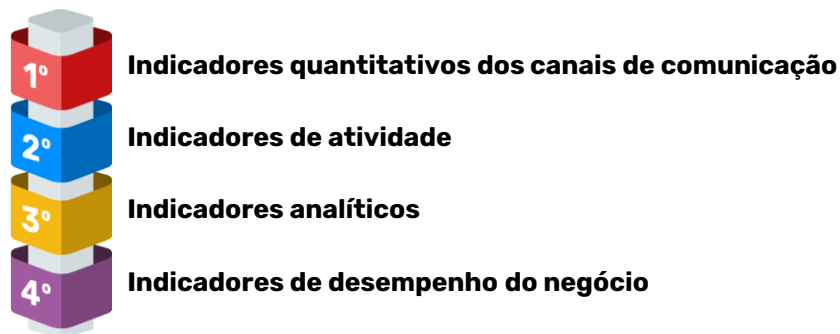 1º Indicadores quantitativos dos canais de comunicação
2º Indicadores de atividade
3º Indicadores analíticos
4º Indicadores de desempenho do negócio